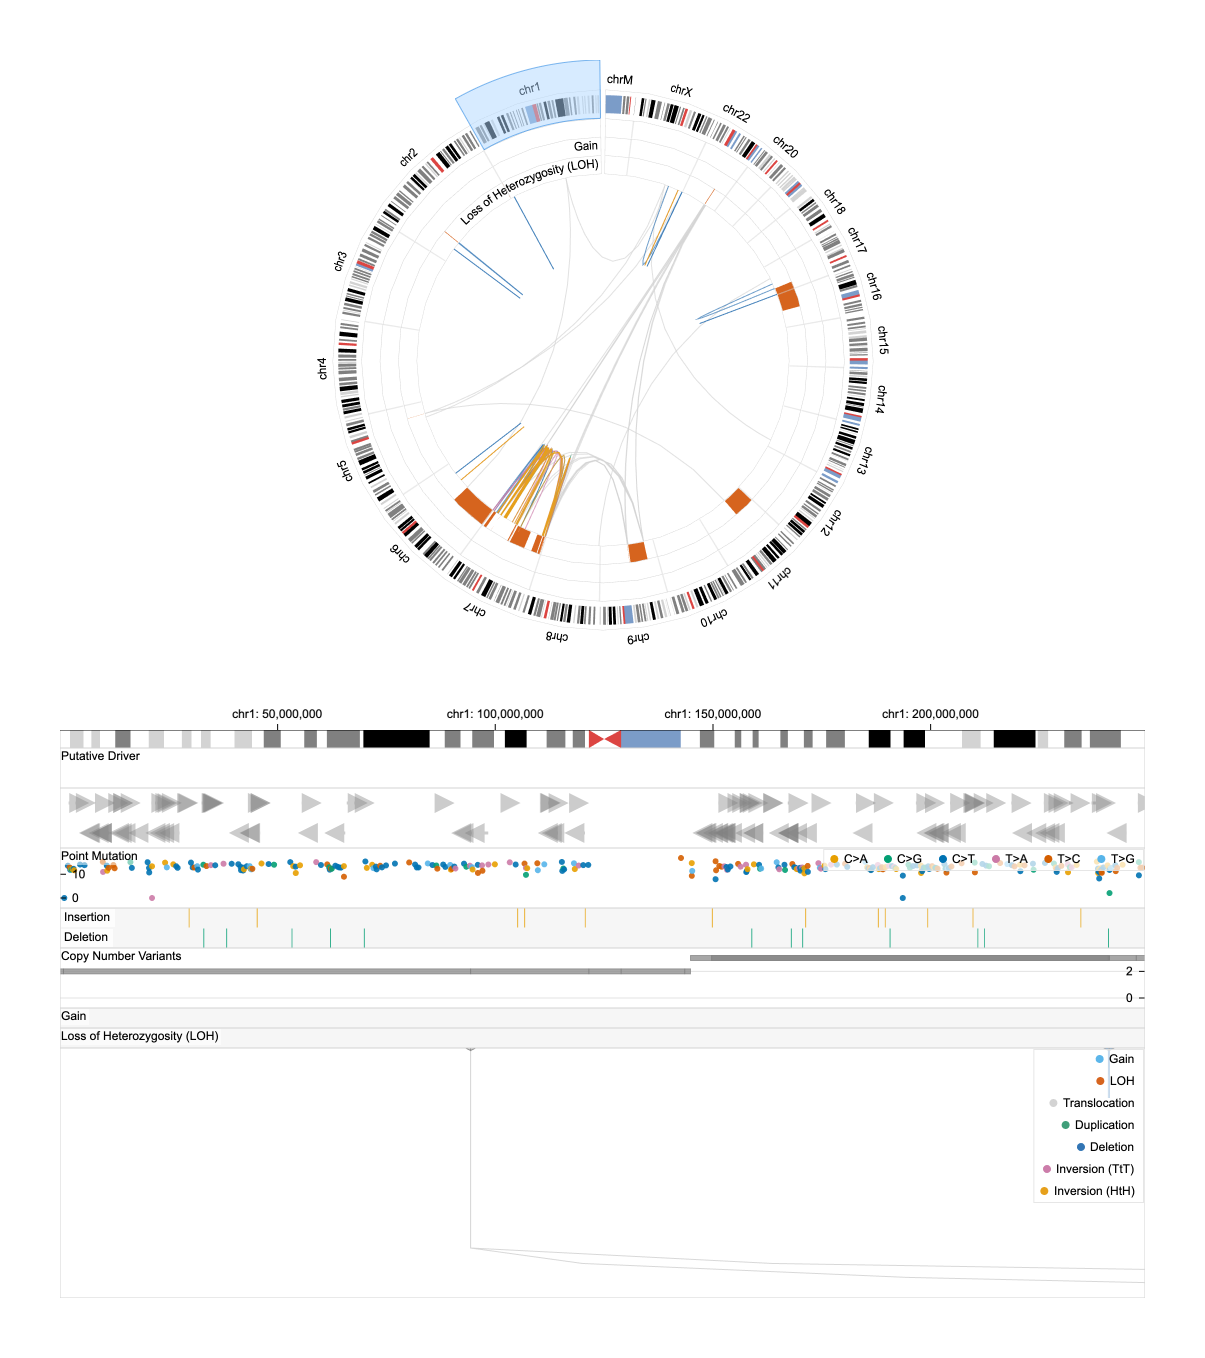 chrM
chr1
chrX
chr22
Gain
chr20
chr2
Loss of Heterozygosity (LOH)
chr18
chr17
chr3
chr16
chr15
chr4
chr14
chr5
chr13
chr12
chr6
chr11
chr7
chr10
chr8
chr9
chr1: 50,000,000
chr1: 100,000,000
chr1: 150,000,000
chr1: 200,000,000
Putative Driver
Point Mutation
C>A
C>G
C>T
T>A
T>C
T>G
10
0
Insertion
Deletion
Copy Number Variants
2
0
Gain
Loss of Heterozygosity (LOH)
Gain
LOH
Translocation
Duplication
Deletion
Inversion (TtT)
Inversion (HtH)